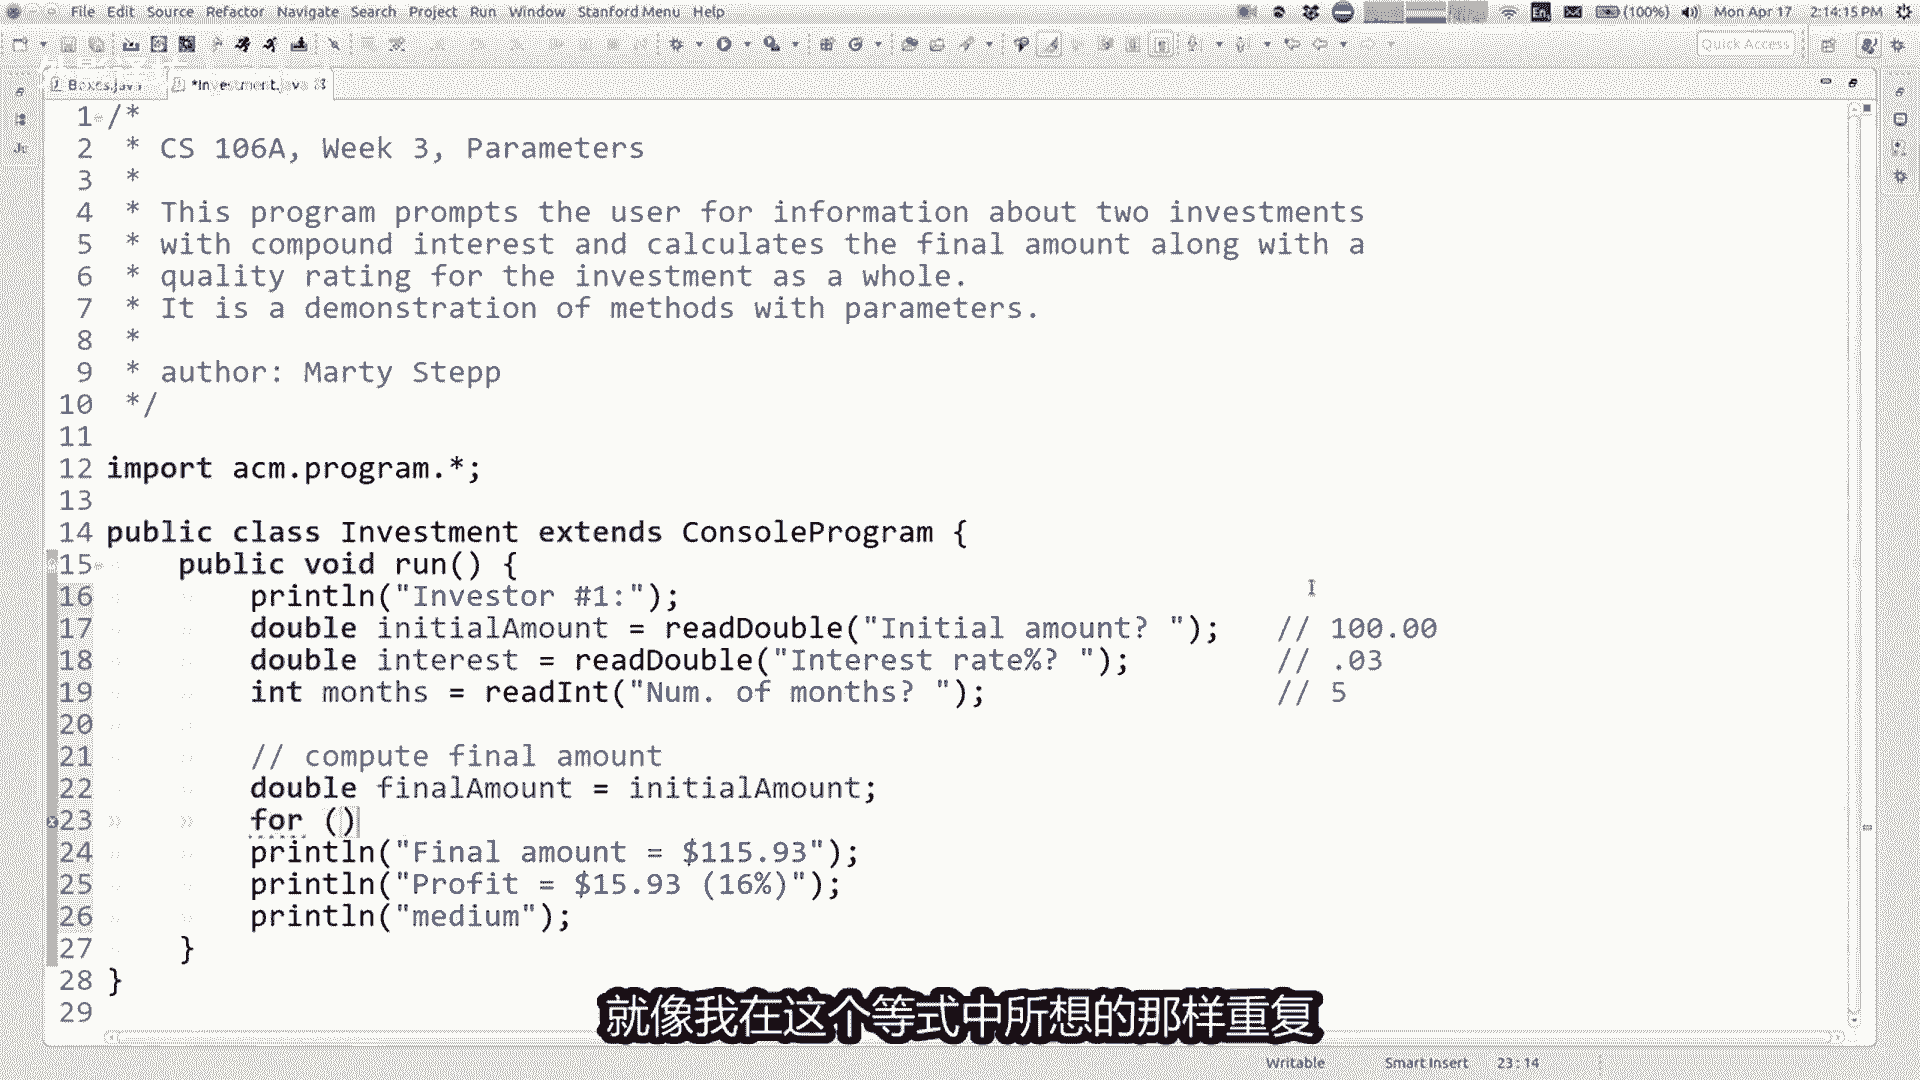 File Edit Source Refactor Navigate Search Project Run Window Stanford Menu Help En (100%) Mon Apr 17 2:14:15 PM
Quick Access
Boxes.java *Investment.java
1 /*
2 * CS 106A, Week 3, Parameters
3 *
4 * This program prompts the user for information about two investments
5 * with compound interest and calculates the final amount along with a
6 * quality rating for the investment as a whole.
7 * It is a demonstration of methods with parameters.
8 *
9 * author: Marty Stepp
10 */
11
12 import acm.program.*;
13
14 public class Investment extends ConsoleProgram {
15 public void run() {
16 println("Investor #1:");
17 double initialAmount = readDouble("Initial amount? "); // 100.00
18 double interest = readDouble("Interest rate%? "); // .03
19 int months = readInt("Num. of months? "); // 5
20
21 // compute final amount
22 double finalAmount = initialAmount;
23 for ()
24 println("Final amount = $115.93");
25 println("Profit = $15.93 (16%)");
26 println("medium");
27 }
28 }
29
就像我在这个等式中所想的那样重复
Writable Smart Insert 23:14